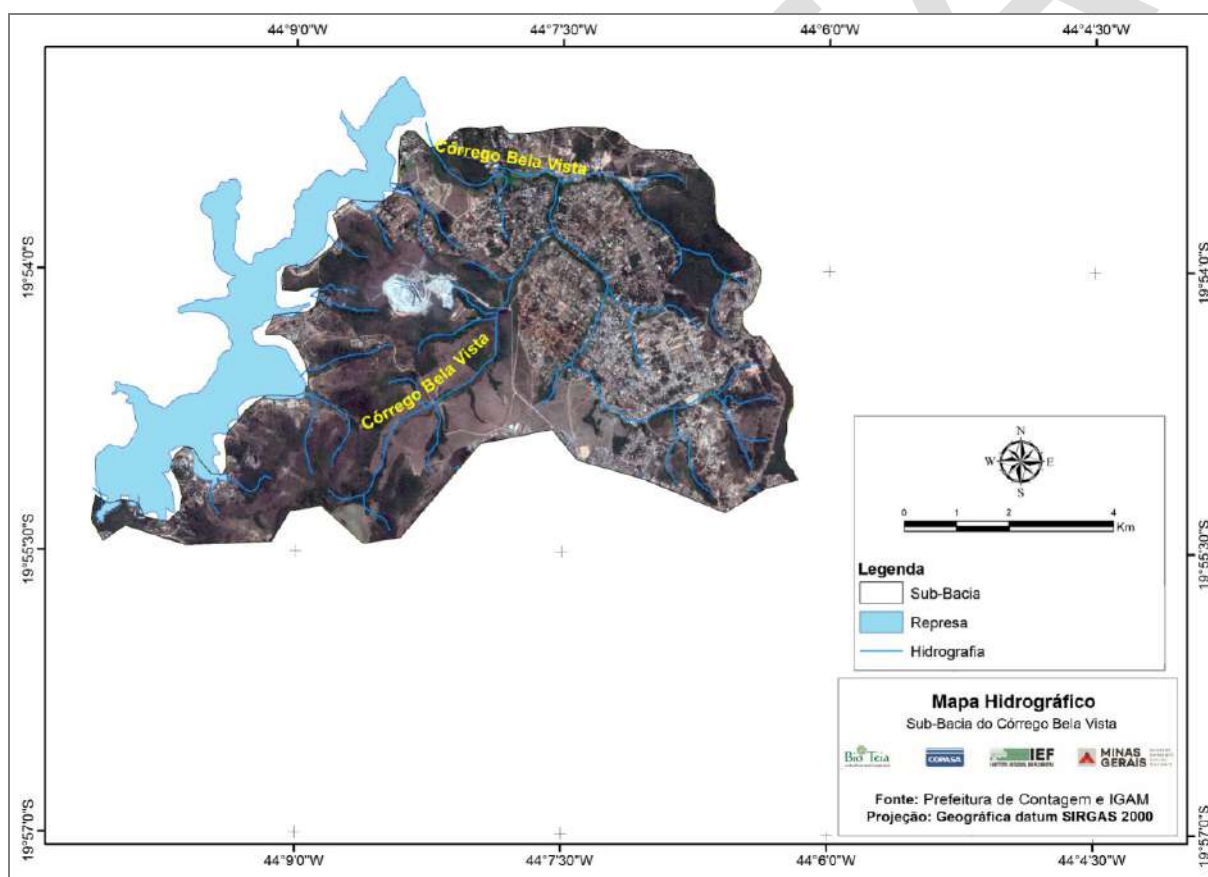 44°9'0"W 44°7'30"W 44°6'0"W 44°4'30"W
Córrego Bela Vista
19°54'0"S 19°54'0"S
Córrego Bela Vista
N
W E
S
0 1 2 4
Km
Legenda
Sub-Bacia
Represa
Hidrografia
19°55'30"S 19°55'30"S
Mapa Hidrográfico
Sub-Bacia do Córrego Bela Vista
Bio Teia COPASA IEF MINAS
GERAIS
Fonte: Prefeitura de Contagem e IGAM
Projeção: Geográfica datum SIRGAS 2000
19°57'0"S 19°57'0"S
44°9'0"W 44°7'30"W 44°6'0"W 44°4'30"W